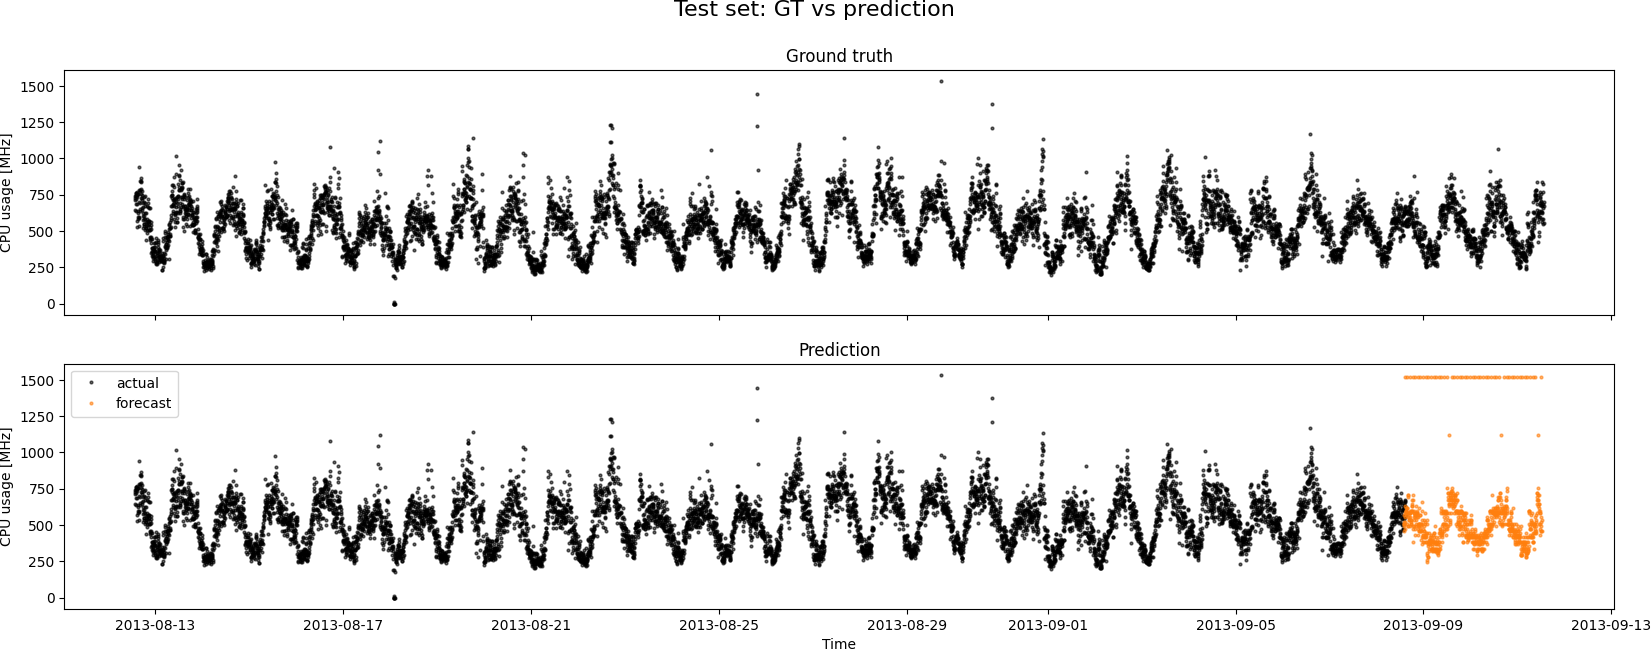 Test set: GT vs prediction
Ground truth
CPU usage [MHz]
1500
1250
1000
750
500
250
0
Prediction
CPU usage [MHz]
1500
1250
1000
750
500
250
0
actual
forecast
2013-08-13 2013-08-17 2013-08-21 2013-08-25 2013-08-29 2013-09-01 2013-09-05 2013-09-09 2013-09-13
Time